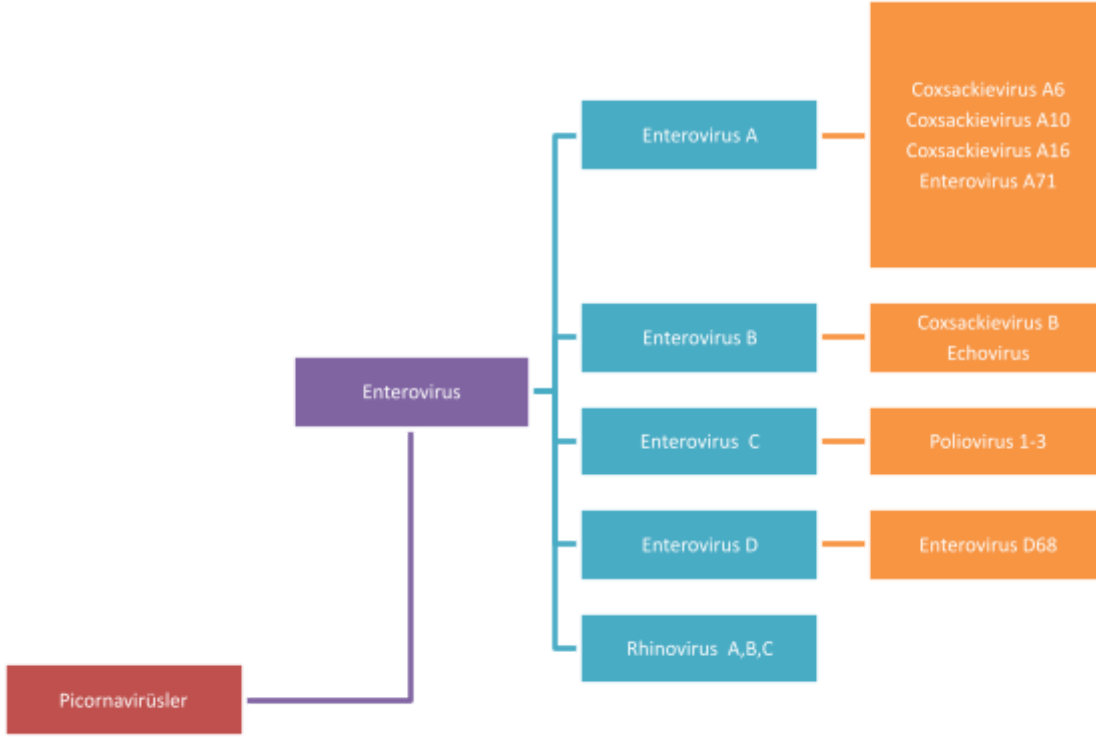 Coxsackievirus A6
Coxsackievirus A10
Coxsackievirus A16
Enterovirus A71
Enterovirus A
Enterovirus B
Coxsackievirus B
Echovirus
Enterovirus
Enterovirus  C
Poliovirus 1-3
Enterovirus D
Enterovirus D68
Rhinovirus  A,B,C
Picornavirüsler